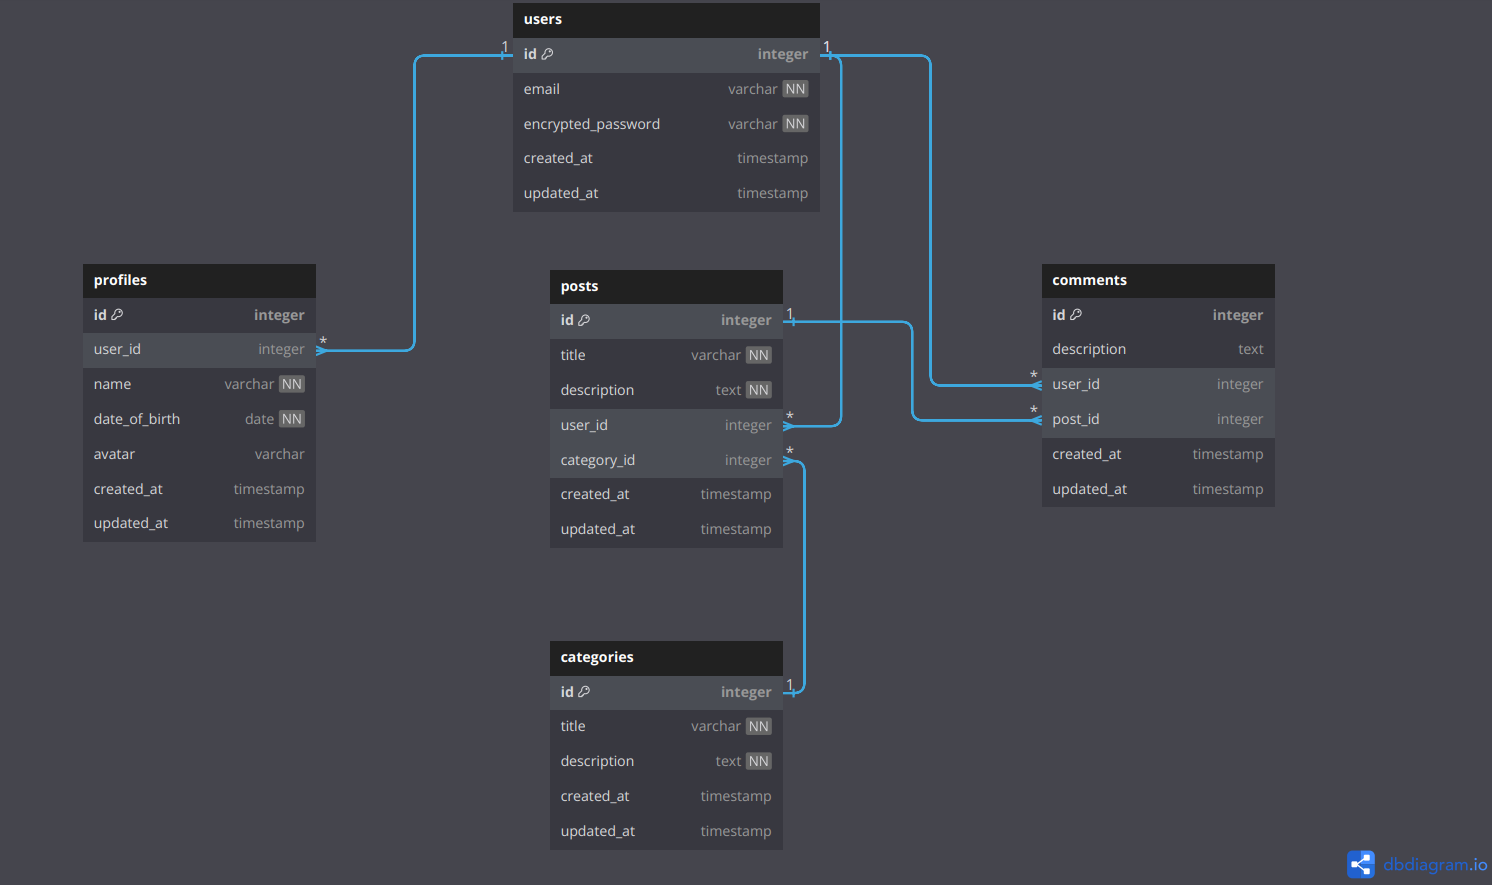 users
1 id integer 1
email varchar NN
encrypted_password varchar NN
created_at timestamp
updated_at timestamp
profiles
id integer
user_id integer *
name varchar NN
date_of_birth date NN
avatar varchar
created_at timestamp
updated_at timestamp
posts
id integer 1
title varchar NN
description text NN
user_id integer *
category_id integer *
created_at timestamp
updated_at timestamp
comments
id integer
description text
* user_id integer
* post_id integer
created_at timestamp
updated_at timestamp
categories
id integer 1
title varchar NN
description text NN
created_at timestamp
updated_at timestamp
dbdiagram.io